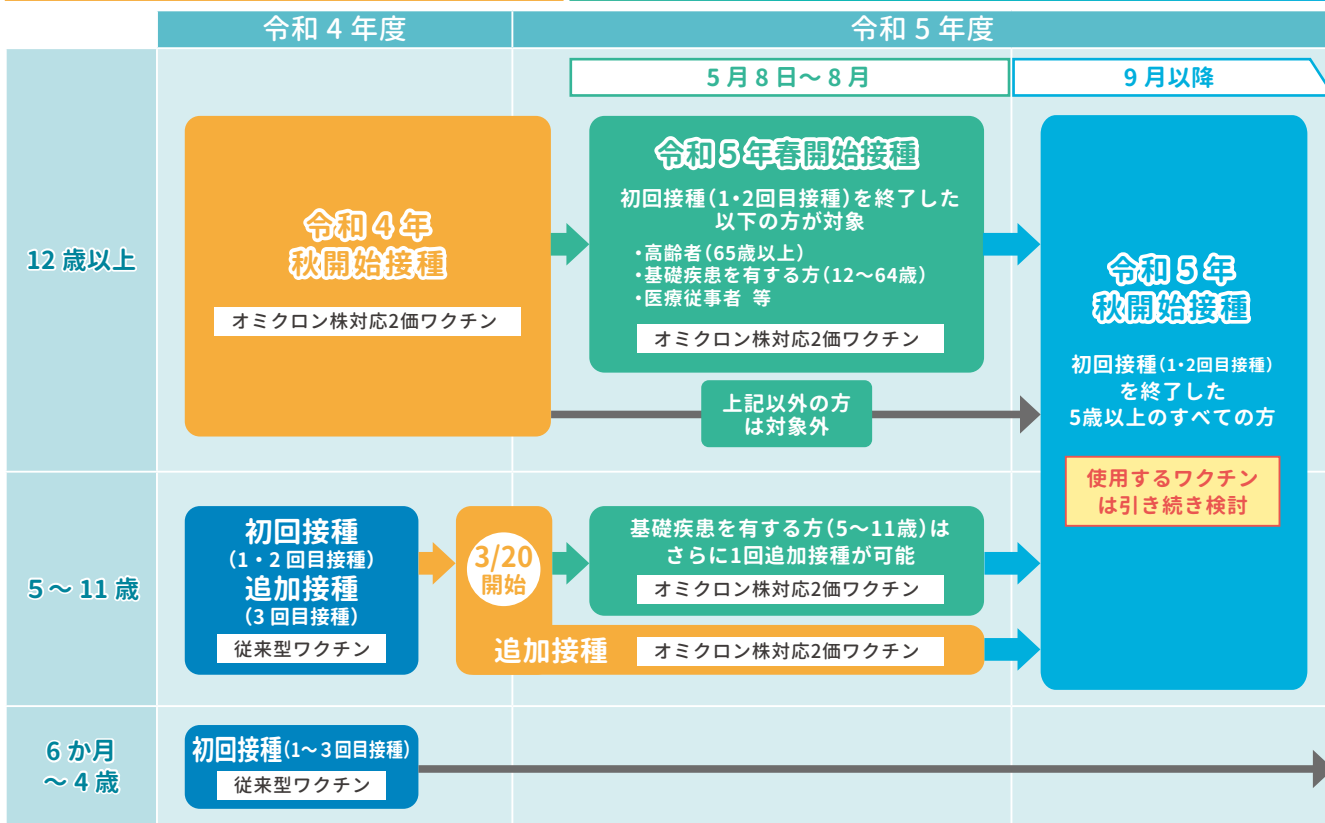 令和 4 年度
令和 5 年度
5 月 8 日～ 8 月
9 月以降
12 歳以上
令和 4 年
秋開始接種
オミクロン株対応2価ワクチン
令和 5 年春開始接種
初回接種（1・2回目接種）を終了した
以下の方が対象
・高齢者（65歳以上）
・基礎疾患を有する方（12～64歳）
・医療従事者 等
オミクロン株対応2価ワクチン
上記以外の方
は対象外
令和 5 年
秋開始接種
初回接種（1・2回目接種）
を終了した
5歳以上のすべての方
使用するワクチン
は引き続き検討
5～ 11 歳
初回接種
（1・2 回目接種）
追加接種
（3 回目接種）
従来型ワクチン
3/20
開始
基礎疾患を有する方（5～11歳）は
さらに1回追加接種が可能
オミクロン株対応2価ワクチン
追加接種
オミクロン株対応2価ワクチン
6 か月
～ 4 歳
初回接種（1～ 3 回目接種）
従来型ワクチン